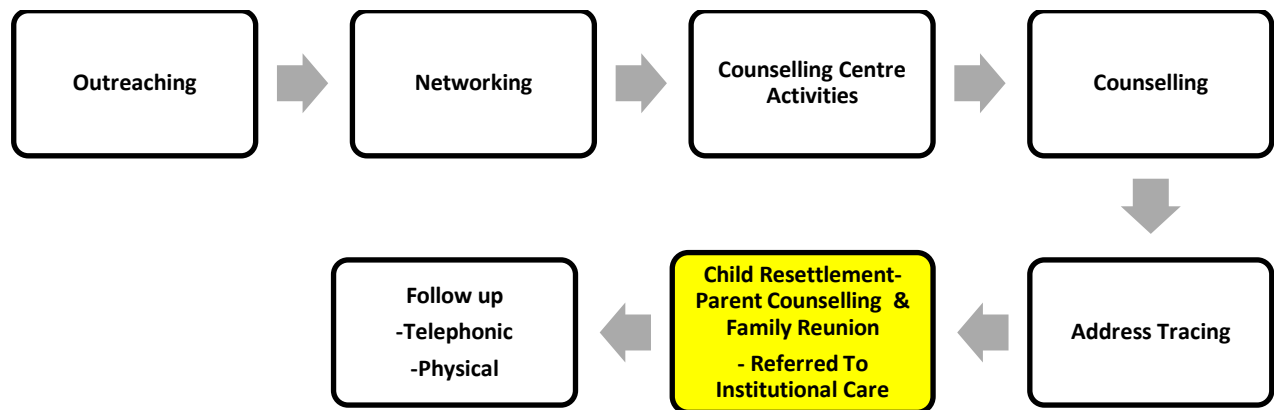 Outreaching
Networking
Counselling Centre
Activities
Counselling
Address Tracing
Child Resettlement-
Parent Counselling & 
Family Reunion
- Referred To
Institutional Care
Follow up
-Telephonic
-Physical